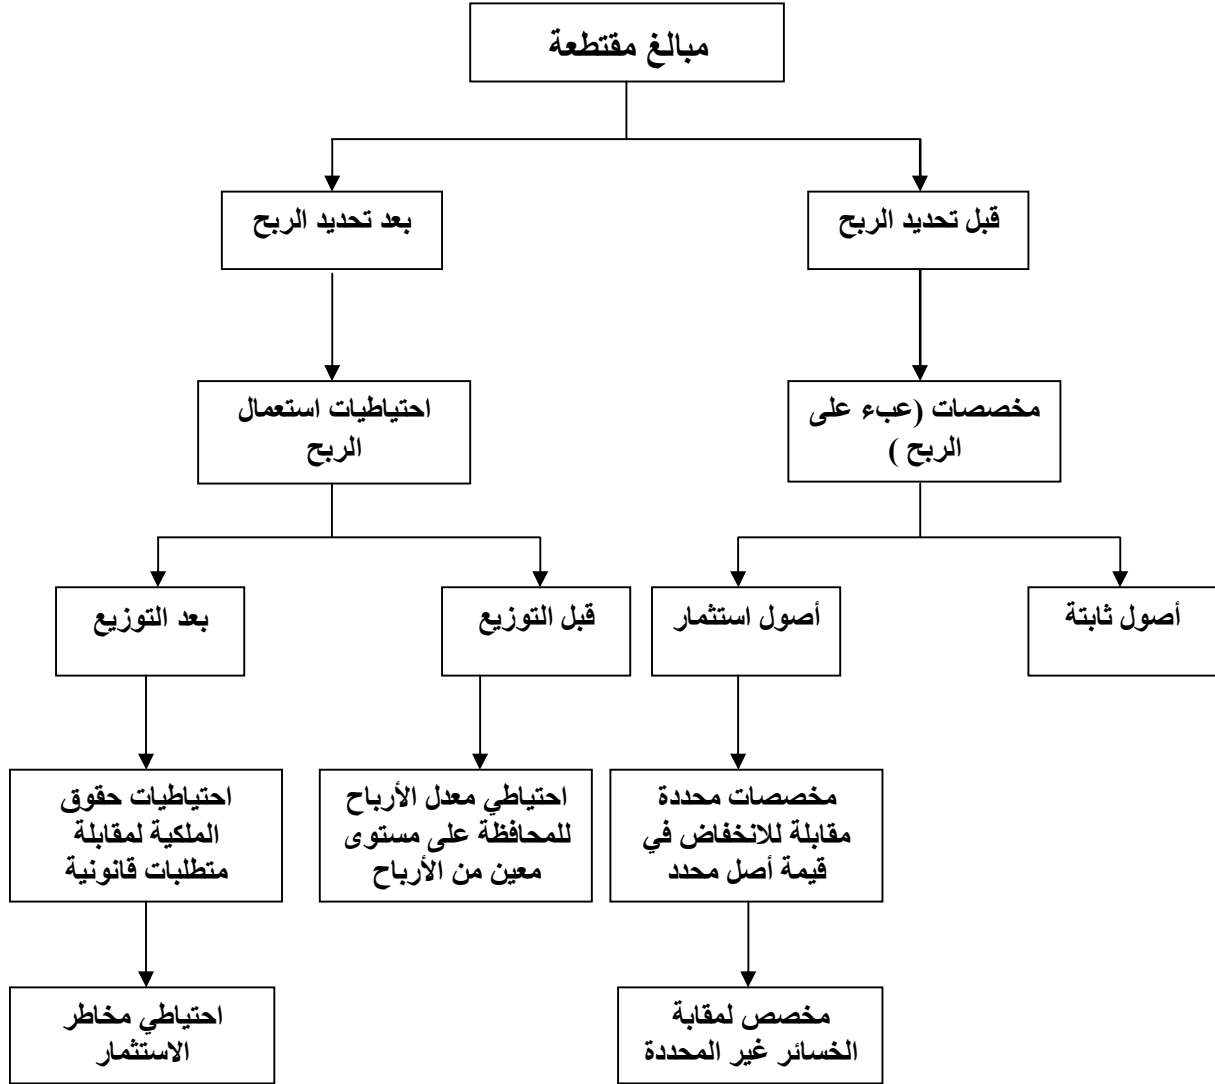 مبالغ مقتطعة
قبل تحديد الربح
بعد تحديد الربح
مخصصات (عبء على
الربح )
احتياطيات استعمال
الربح
أصول ثابتة
أصول استثمار
قبل التوزيع
بعد التوزيع
مخصصات محددة
مقابلة للانخفاض في
قيمة أصل محدد
احتياطي معدل الأرباح
للمحافظة على مستوى
معين من الأرباح
احتياطيات حقوق
الملكية لمقابلة
متطلبات قانونية
مخصص لمقابة
الخسائر غير المحددة
احتياطي مخاطر
الاستثمار